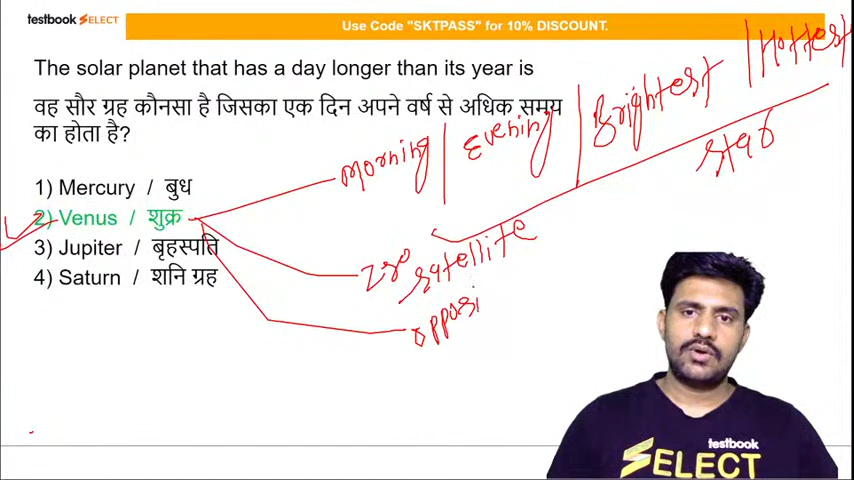 testbook SELECT
Use Code "SKTPASS" for 10% DISCOUNT.
The solar planet that has a day longer than its year is
वह सौर ग्रह कौनसा है जिसका एक दिन अपने वर्ष से अधिक समय
का होता है?
1) Mercury / बुध
2) Venus / शुक्र
3) Jupiter / बृहस्पति
4) Saturn / शनि ग्रह
morning | Evening | Brightest | Hottest
star
satellite
opposi
testbook
SELECT